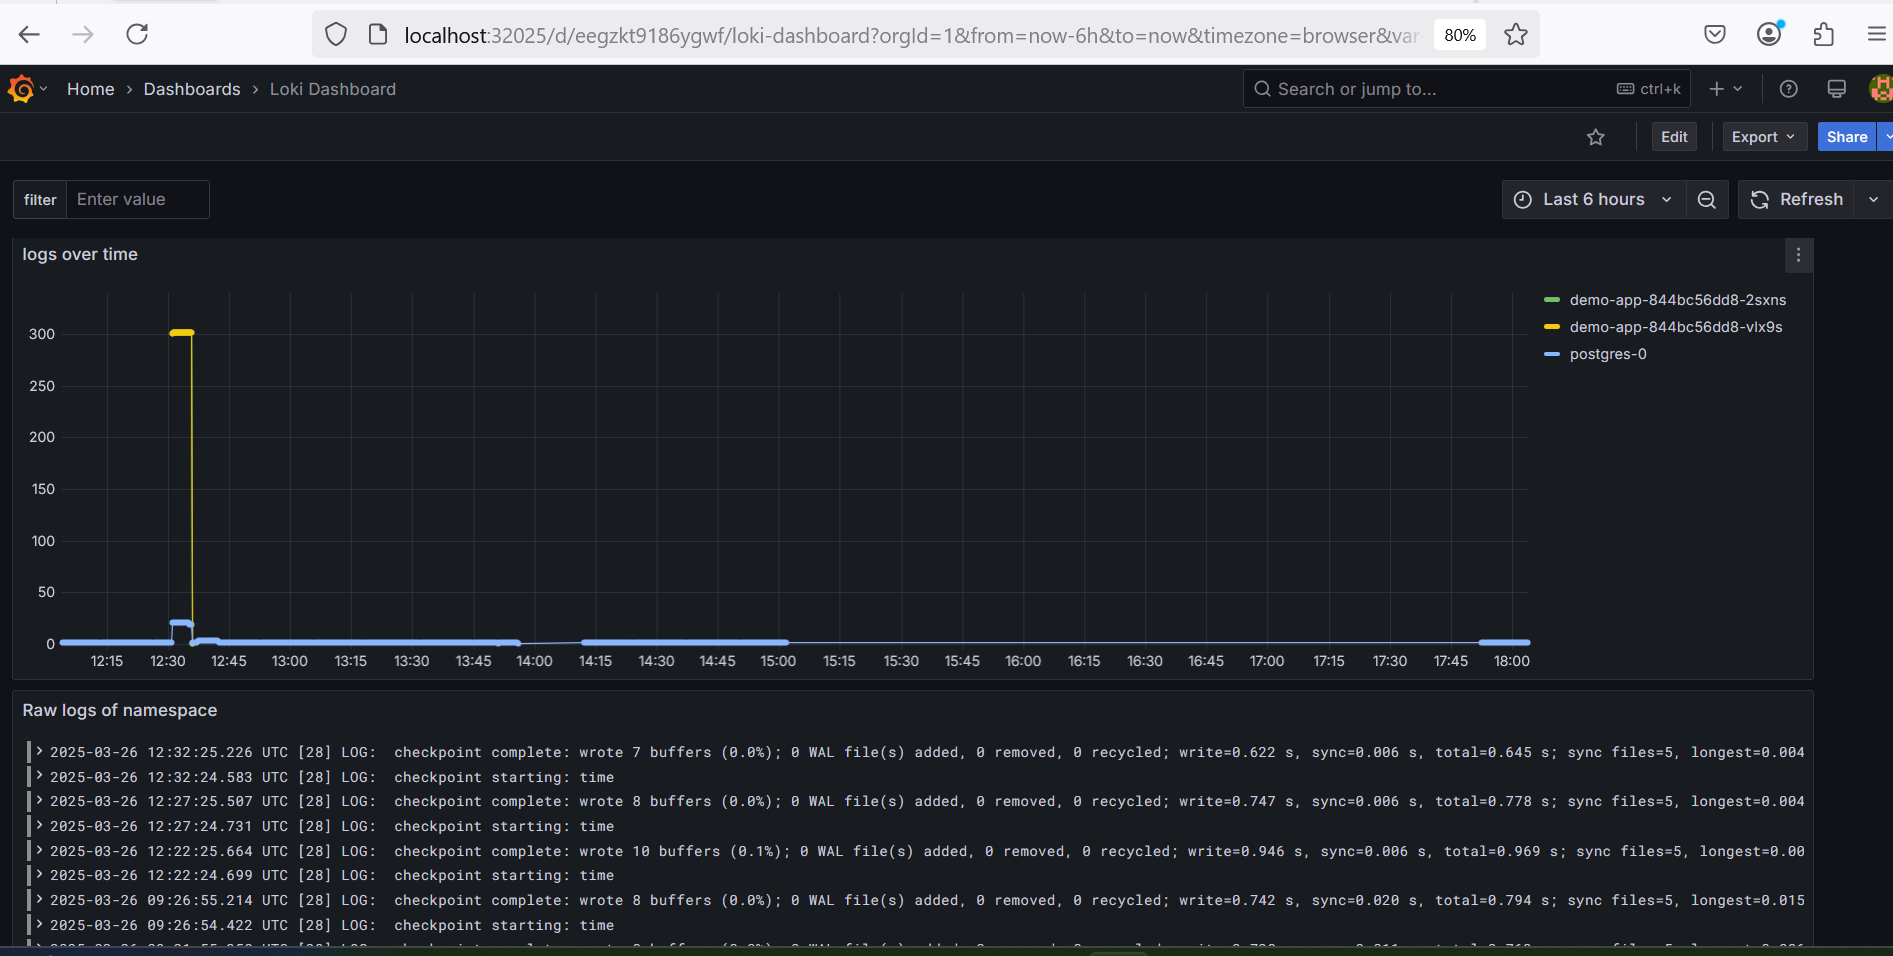 localhost:32025/d/eegzkt9186ygwf/loki-dashboard?orgId=1&from=now-6h&to=now&timezone=browser&var
80%
Home › Dashboards › Loki Dashboard
Search or jump to...
ctrl+k
Edit
Export
Share
filter
Enter value
Last 6 hours
Refresh
logs over time
demo-app-844bc56dd8-2sxns
demo-app-844bc56dd8-vlx9s
postgres-0
300
250
200
150
100
50
0
12:15 12:30 12:45 13:00 13:15 13:30 13:45 14:00 14:15 14:30 14:45 15:00 15:15 15:30 15:45 16:00 16:15 16:30 16:45 17:00 17:15 17:30 17:45 18:00
Raw logs of namespace
2025-03-26 12:32:25.226 UTC [28] LOG:  checkpoint complete: wrote 7 buffers (0.0%); 0 WAL file(s) added, 0 removed, 0 recycled; write=0.622 s, sync=0.006 s, total=0.645 s; sync files=5, longest=0.004
2025-03-26 12:32:24.583 UTC [28] LOG:  checkpoint starting: time
2025-03-26 12:27:25.507 UTC [28] LOG:  checkpoint complete: wrote 8 buffers (0.0%); 0 WAL file(s) added, 0 removed, 0 recycled; write=0.747 s, sync=0.006 s, total=0.778 s; sync files=5, longest=0.004
2025-03-26 12:27:24.731 UTC [28] LOG:  checkpoint starting: time
2025-03-26 12:22:25.664 UTC [28] LOG:  checkpoint complete: wrote 10 buffers (0.1%); 0 WAL file(s) added, 0 removed, 0 recycled; write=0.946 s, sync=0.006 s, total=0.969 s; sync files=5, longest=0.00
2025-03-26 12:22:24.699 UTC [28] LOG:  checkpoint starting: time
2025-03-26 09:26:55.214 UTC [28] LOG:  checkpoint complete: wrote 8 buffers (0.0%); 0 WAL file(s) added, 0 removed, 0 recycled; write=0.742 s, sync=0.020 s, total=0.794 s; sync files=5, longest=0.015
2025-03-26 09:26:54.422 UTC [28] LOG:  checkpoint starting: time